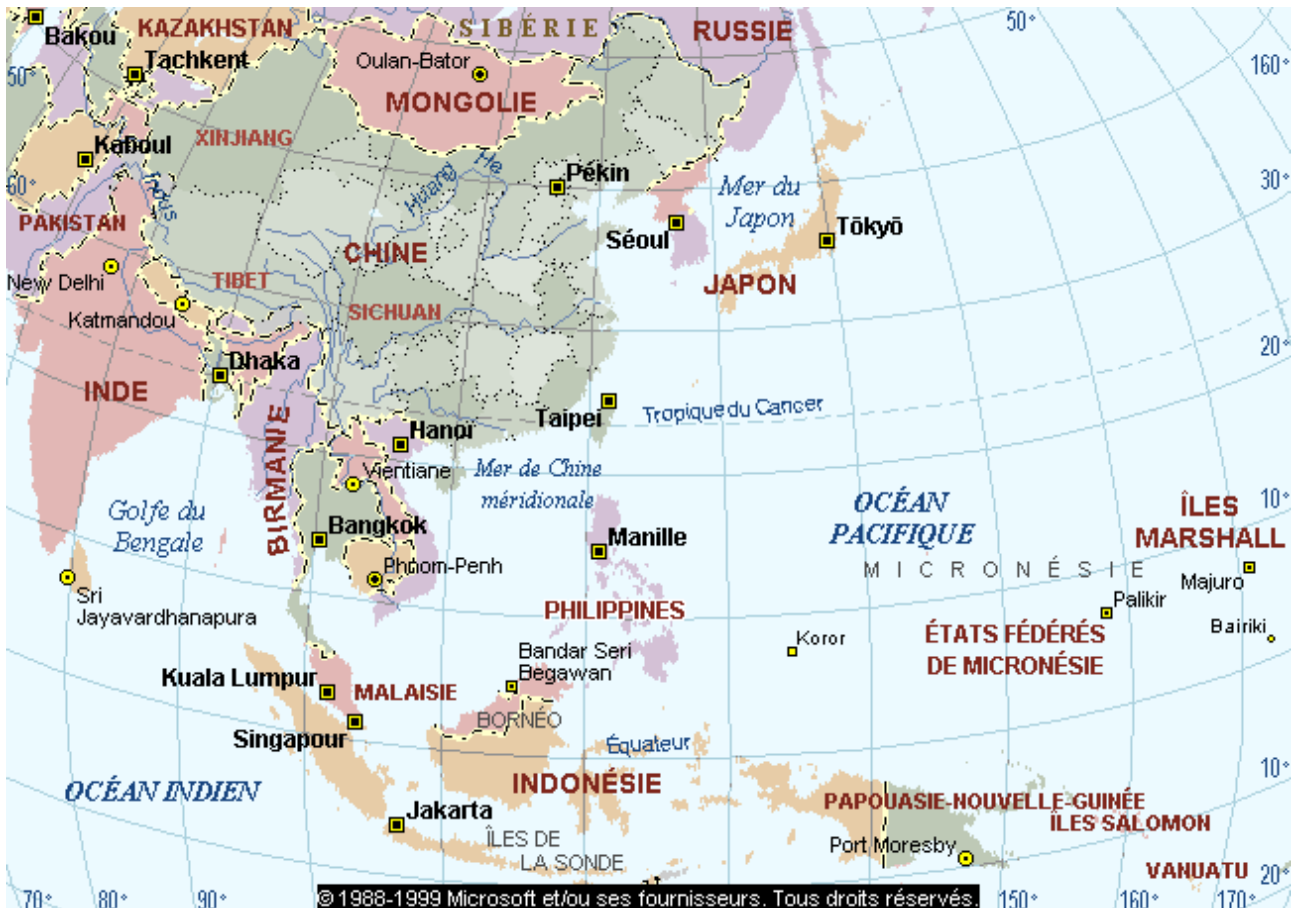 KAZAKHSTAN
SIBÉRIE
RUSSIE
50°
Bakou
Tachkent
Oulan-Bator
160°
50°
MONGOLIE
XINJIANG
Kaboul
Huang He
Pékin
Mer du
Japon
30°
60°
Indus
PAKISTAN
CHINE
Séoul
Tōkyō
New Delhi
TIBET
JAPON
Katmandou
SICHUAN
20°
Dhaka
INDE
Taipei
Tropique du Cancer
BIRMANIE
Hanoï
Vientiane
Mer de Chine
méridionale
10°
Golfe du
Bengale
Bangkok
Manille
OCÉAN
PACIFIQUE
ÎLES
MARSHALL
Phnom-Penh
MICRONÉSIE
Majuro
Sri
Jayavardhanapura
PHILIPPINES
Palikir
Koror
ÉTATS FÉDÉRÉS
DE MICRONÉSIE
Bairiki
Bandar Seri
Begawan
Kuala Lumpur
MALAISIE
BORNÉO
Singapour
Équateur
OCÉAN INDIEN
INDONÉSIE
10°
Jakarta
PAPOUASIE-NOUVELLE-GUINÉE
ÎLES SALOMON
ÎLES DE
LA SONDE
Port Moresby
VANUATU
20°
70°
80°
90°
© 1988-1999 Microsoft et/ou ses fournisseurs. Tous droits réservés.
150°
160°
170°